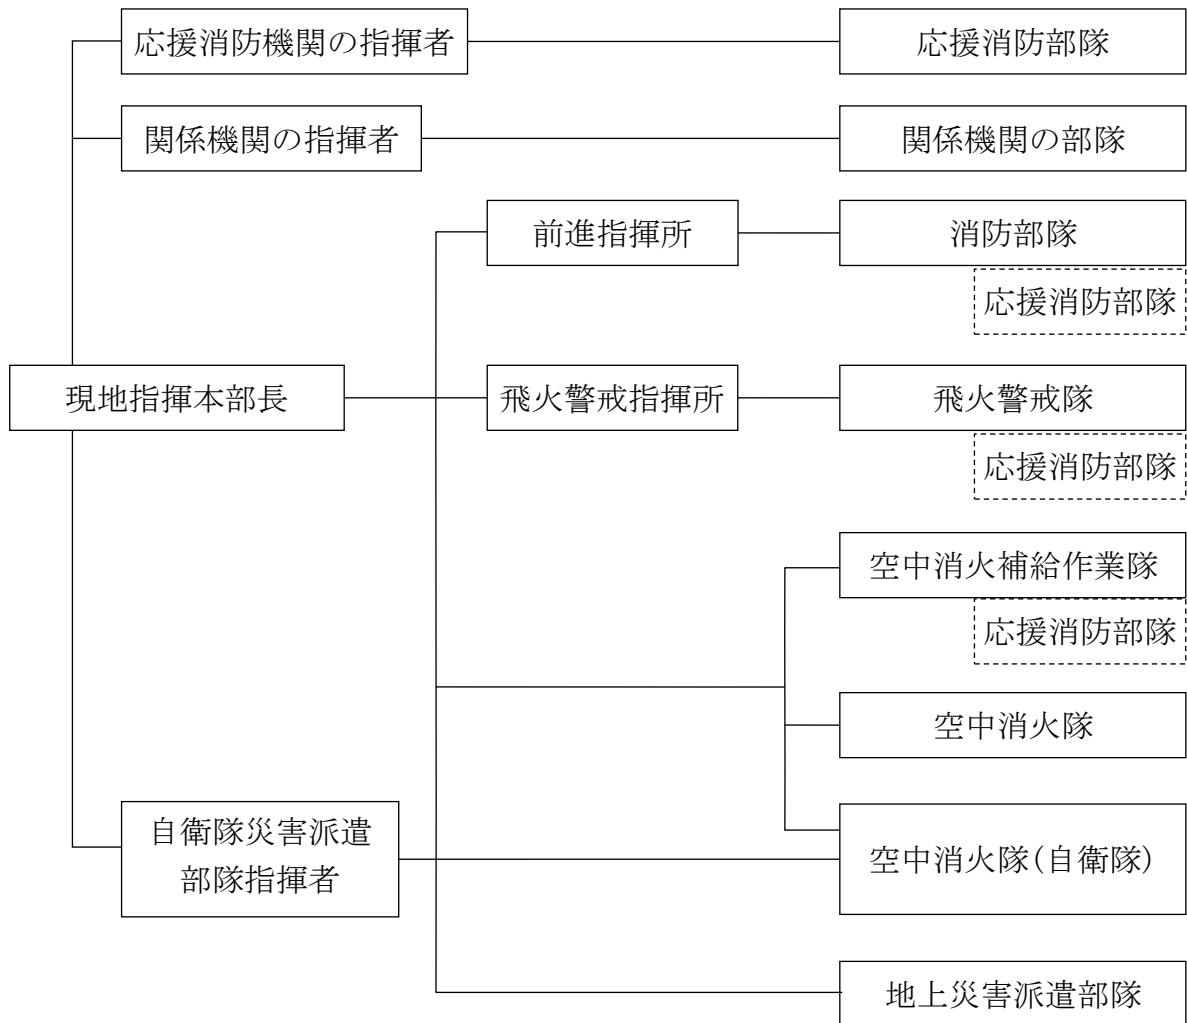 応援消防機関の指揮者
応援消防部隊
関係機関の指揮者
関係機関の部隊
前進指揮所
消防部隊
応援消防部隊
現地指揮本部長
飛火警戒指揮所
飛火警戒隊
応援消防部隊
空中消火補給作業隊
応援消防部隊
空中消火隊
自衛隊災害派遣
部隊指揮者
空中消火隊(自衛隊)
地上災害派遣部隊